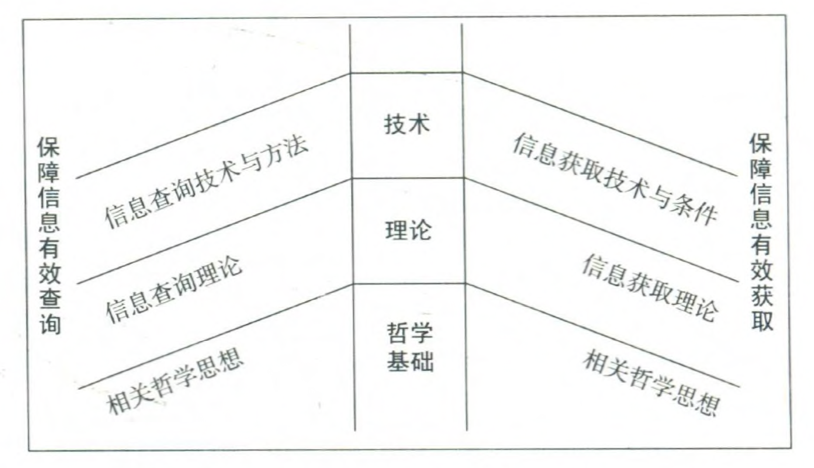 保障信息有效查询
信息查询技术与方法
信息查询理论
相关哲学思想
技术
理论
哲学
基础
信息获取技术与条件
信息获取理论
相关哲学思想
保障信息有效获取